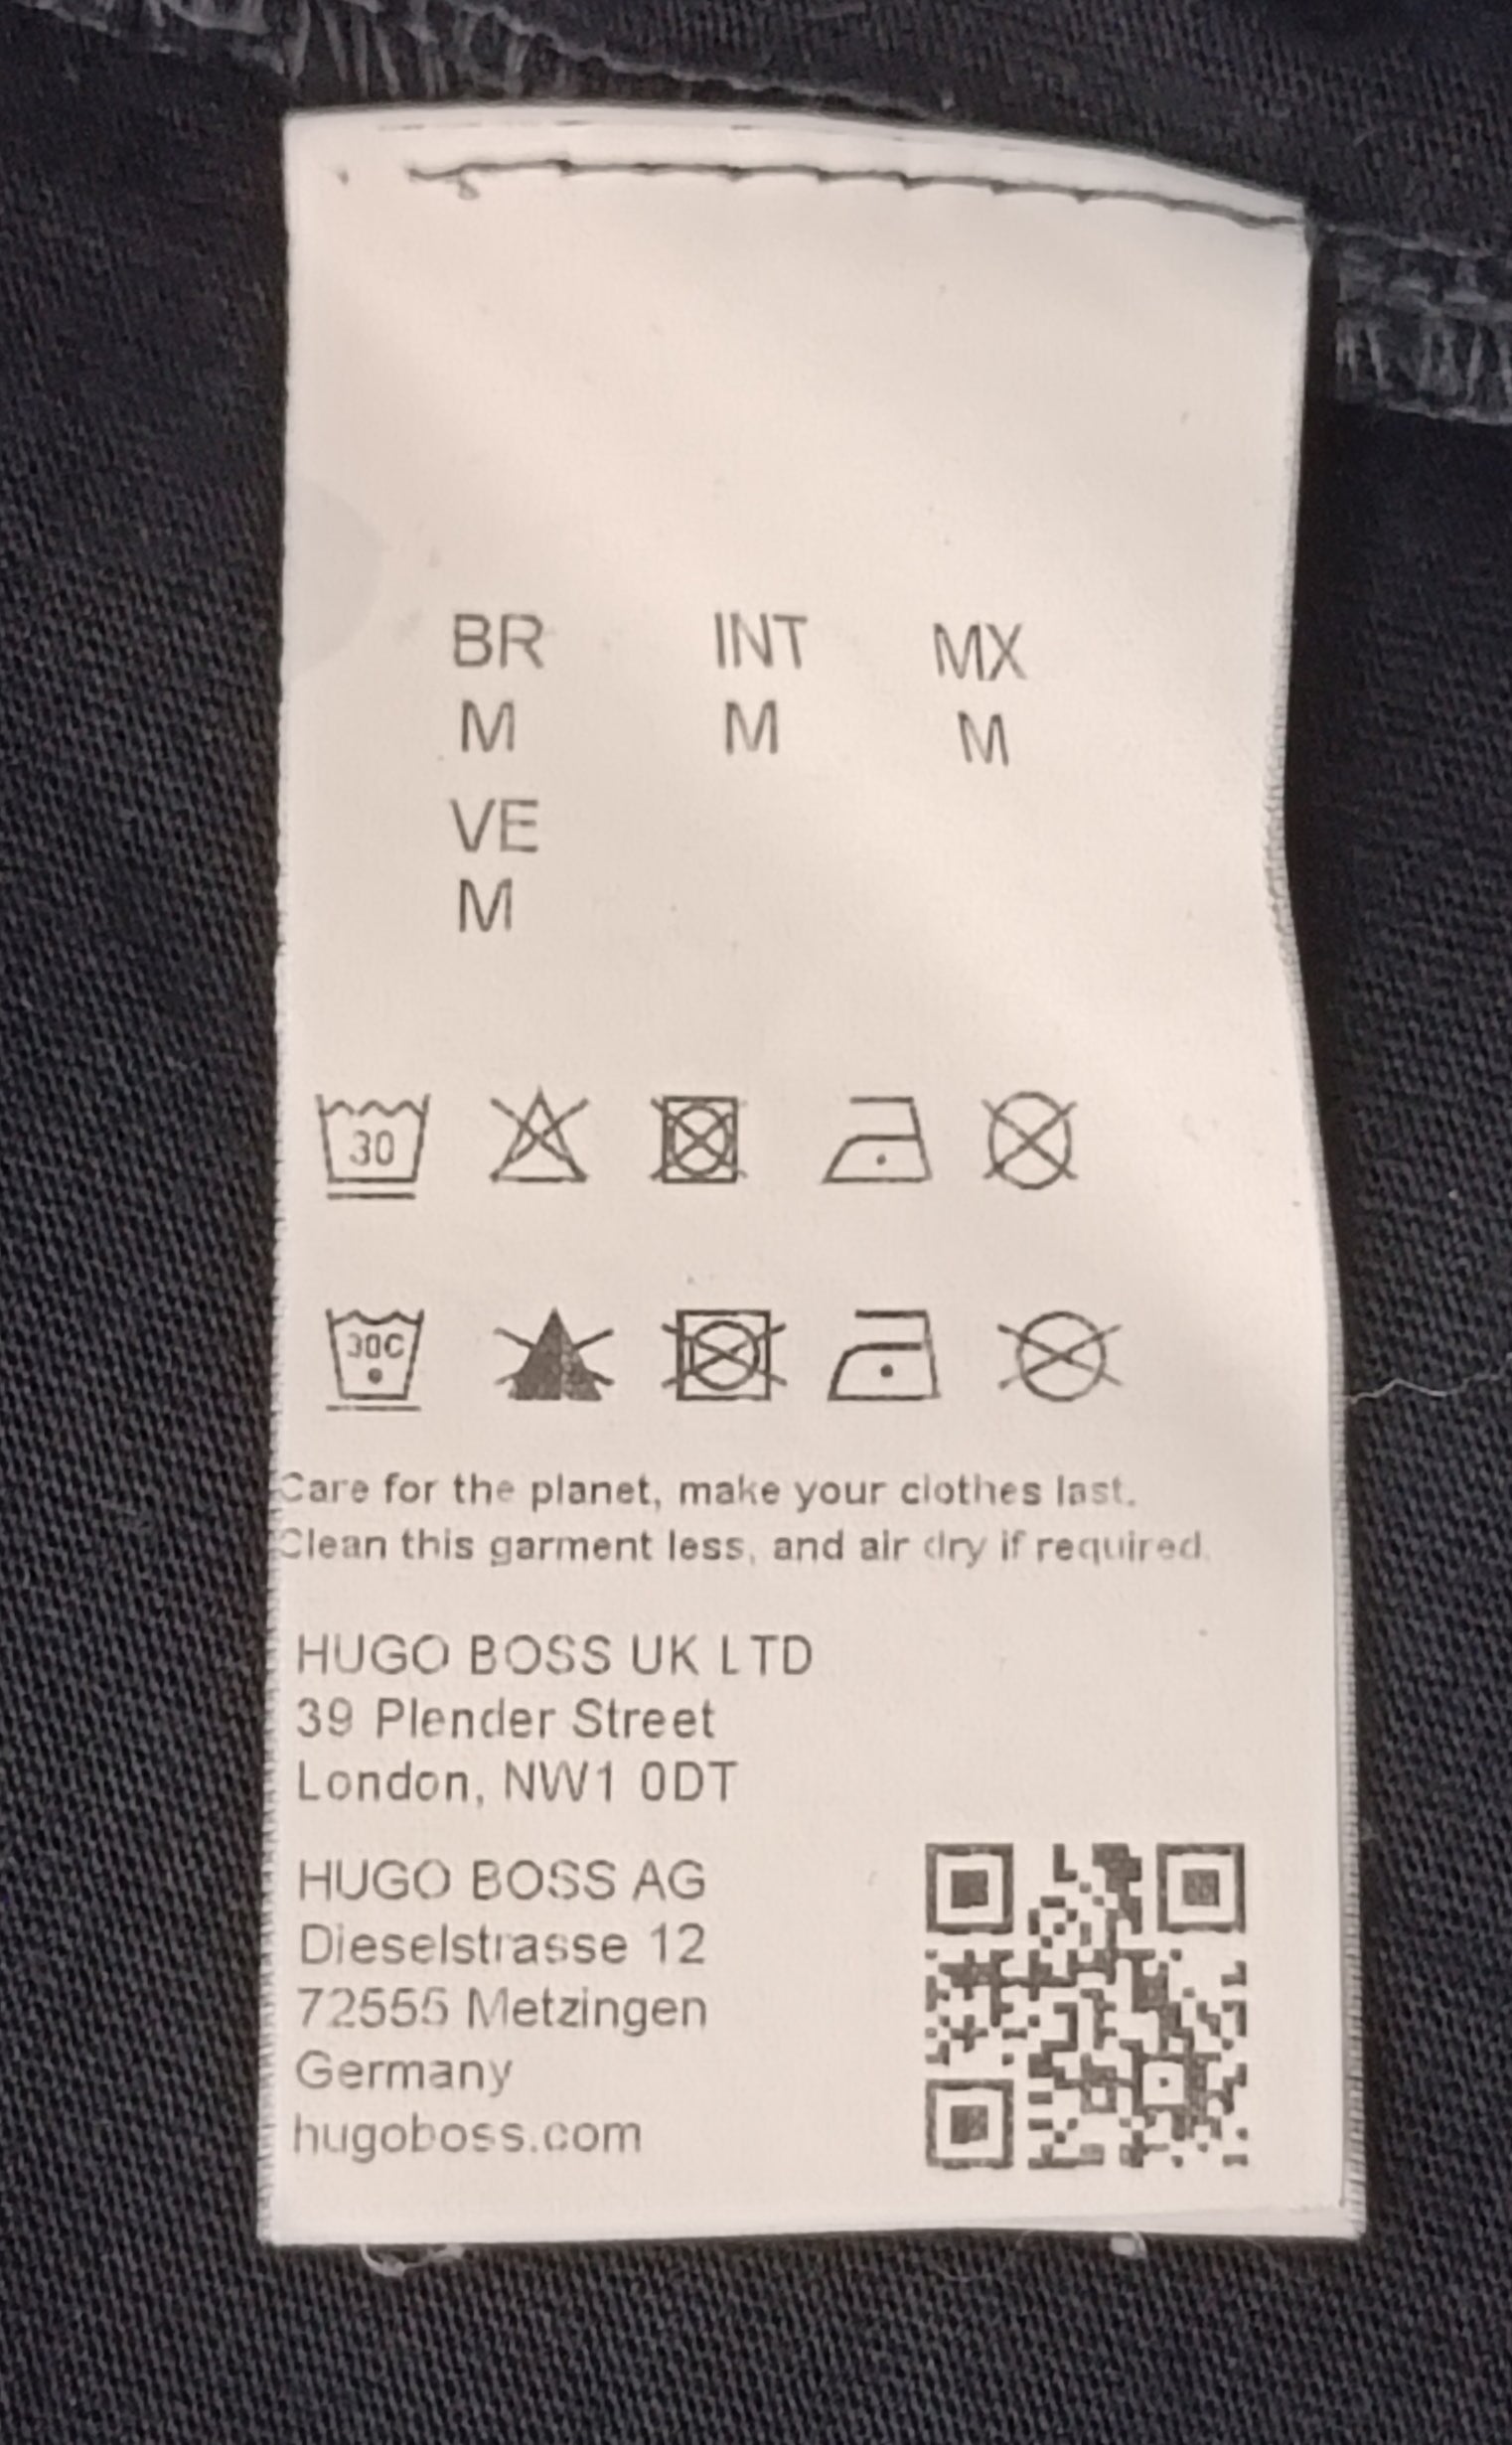 BR INT MX
M M M
VE
M
30
30C
Care for the planet, make your clothes last.
Clean this garment less, and air dry if required.
HUGO BOSS UK LTD
39 Plender Street
London, NW1 0DT
HUGO BOSS AG
Dieselstrasse 12
72555 Metzingen
Germany
hugoboss.com